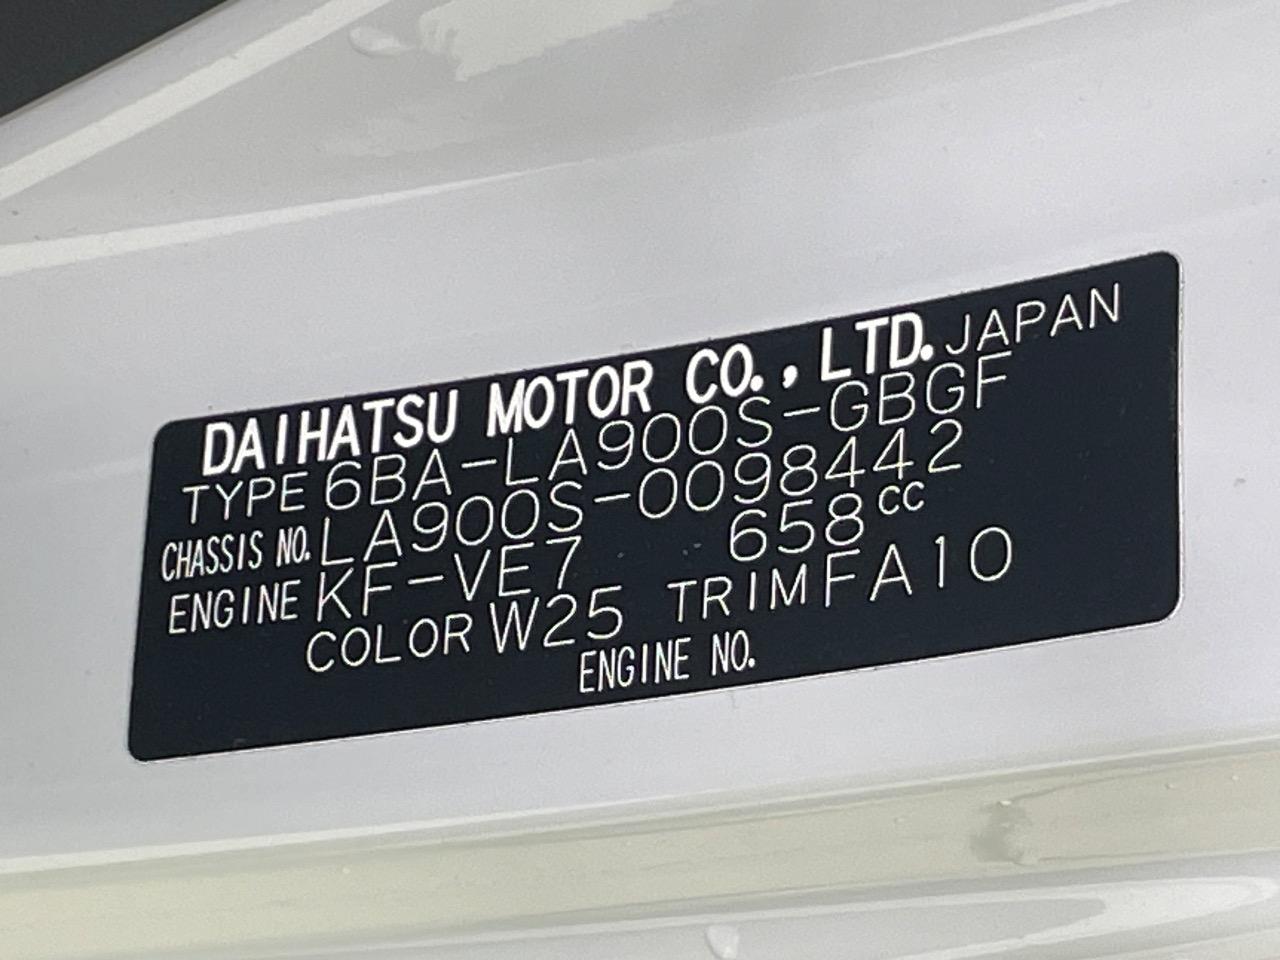 DAIHATSU MOTOR CO., LTD. JAPAN
TYPE 6BA-LA900S-GBGF
CHASSIS NO. LA900S-0098442
ENGINE KF-VE7 658cc
COLOR W25 TRIM FA10
ENGINE NO.